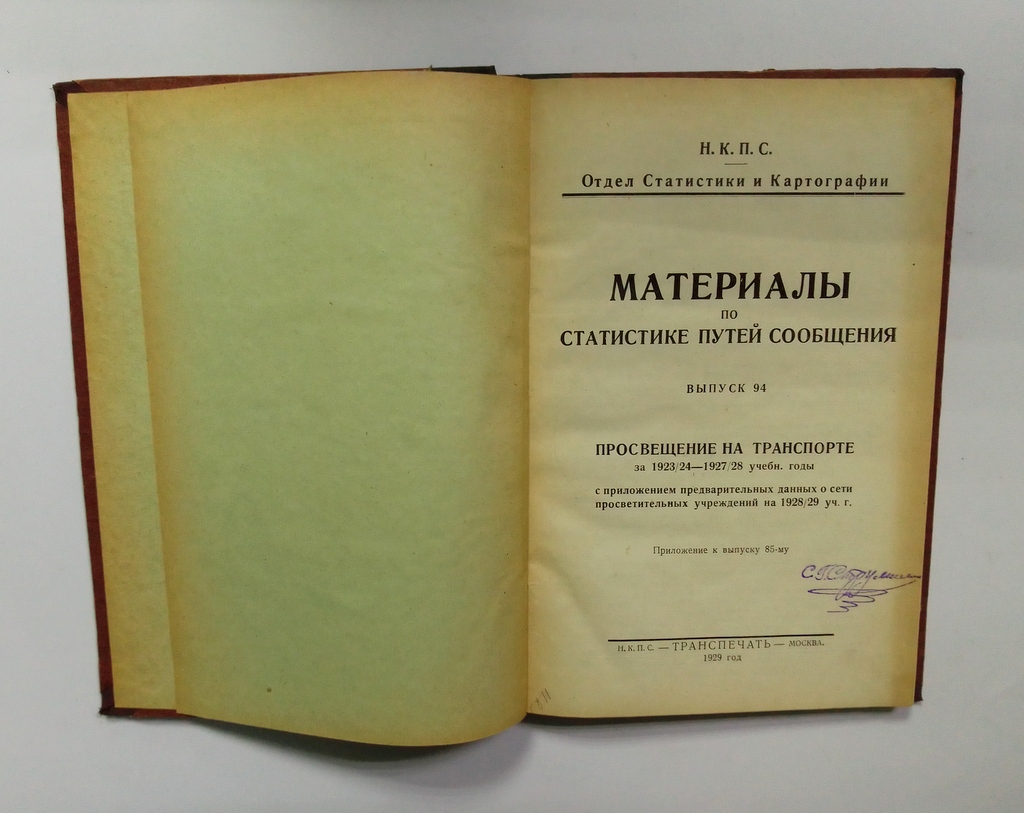 Н. К. П. С.
Отдел Статистики и Картографии
МАТЕРИАЛЫ
ПО
СТАТИСТИКЕ ПУТЕЙ СООБЩЕНИЯ
ВЫПУСК 94
ПРОСВЕЩЕНИЕ НА ТРАНСПОРТЕ
за 1923/24—1927/28 учебн. годы
с приложением предварительных данных о сети
просветительных учреждений на 1928/29 уч. г.
Приложение к выпуску 85-му
Н. К. П. С. — ТРАНСПЕЧАТЬ — МОСКВА.
1929 год